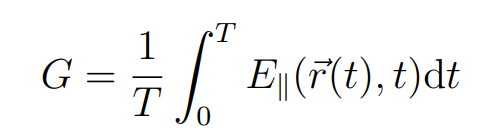 $G = \frac{1}{T} \int_0^T E_{\parallel}(\vec{r}(t), t)\mathrm{d}t$